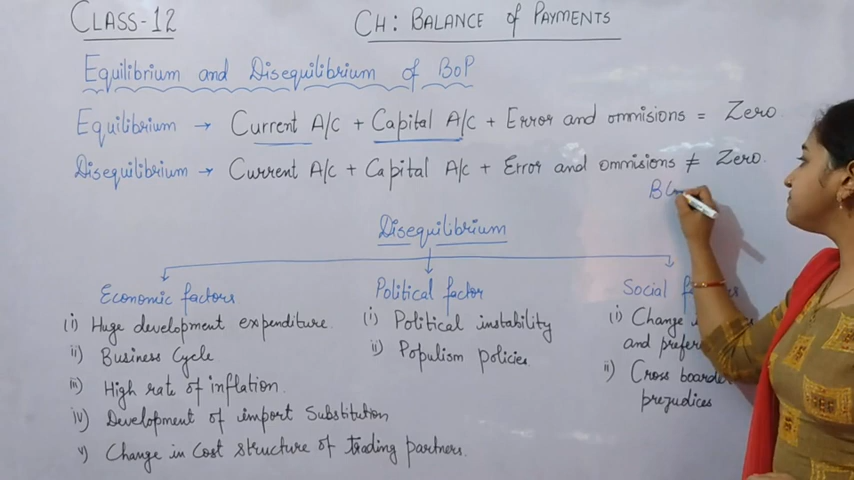 CLASS-12
CH: BALANCE of PAYMENTS
Equilibrium and Disequilibrium of BoP
Equilibrium → Current A/C + Capital A/C + Error and ommisions = Zero
Disequilibrium → Current A/C + Capital A/C + Error and ommisions ≠ Zero.
B
Disequilibrium
Economic factors
(i) Huge development expenditure.
ii) Business Cycle
iii) High rate of inflation.
iv) Development of import Substitution
v) Change in Cost structure of trading partners.
Political factor
(i) Political instability
ii) Populism policies
Social
(i) Change
and
ii) Cross
prejudices